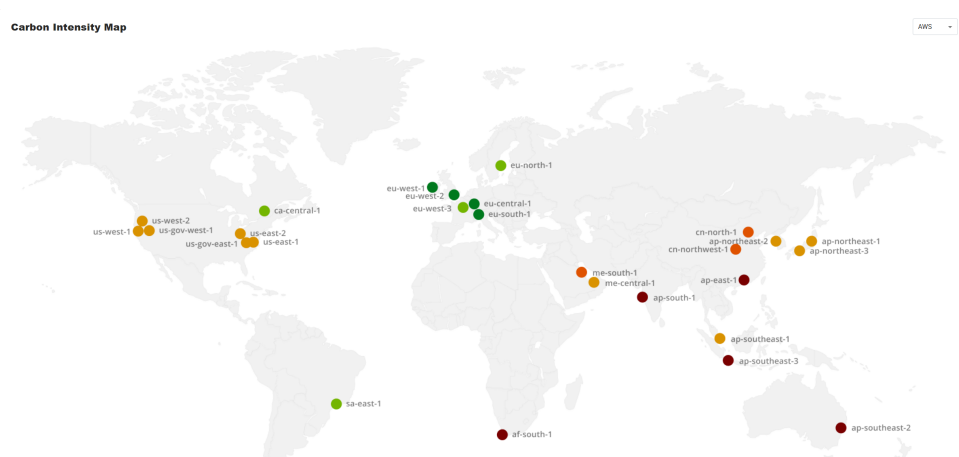 Carbon Intensity Map
AWS
eu-north-1
eu-west-1
eu-west-2
eu-central-1
eu-west-3
eu-south-1
ca-central-1
us-west-2
us-west-1
us-gov-west-1
us-east-2
us-gov-east-1
us-east-1
cn-north-1
ap-northeast-2
ap-northeast-1
cn-northwest-1
ap-northeast-3
me-south-1
me-central-1
ap-east-1
ap-south-1
ap-southeast-1
ap-southeast-3
sa-east-1
af-south-1
ap-southeast-2